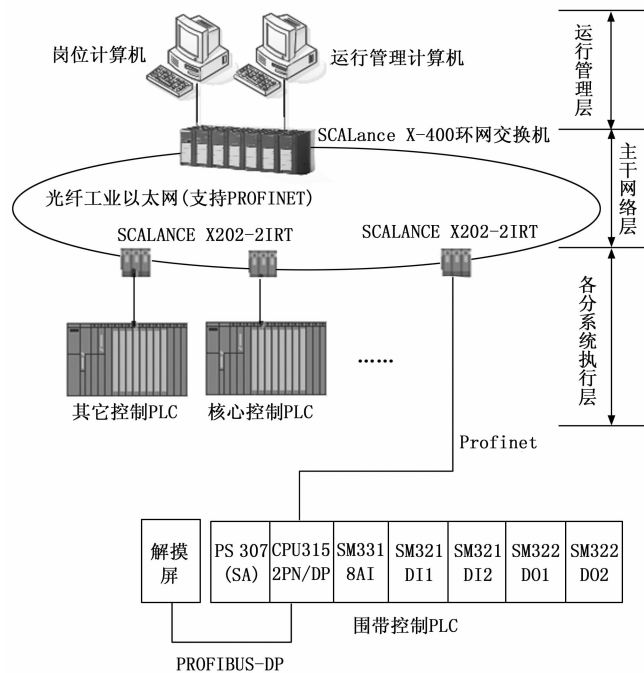 岗位计算机
运行管理计算机
运行管理层
SCALance X-400环网交换机
主干网络层
光纤工业以太网(支持PROFINET)
SCALANCE X202-2IRT
SCALANCE X202-2IRT
各分系统执行层
......
其它控制PLC
核心控制PLC
Profinet
解摸屏
PS 307
(SA)
CPU315
2PN/DP
SM331
8AI
SM321
DI1
SM321
DI2
SM322
DO1
SM322
DO2
围带控制PLC
PROFIBUS-DP